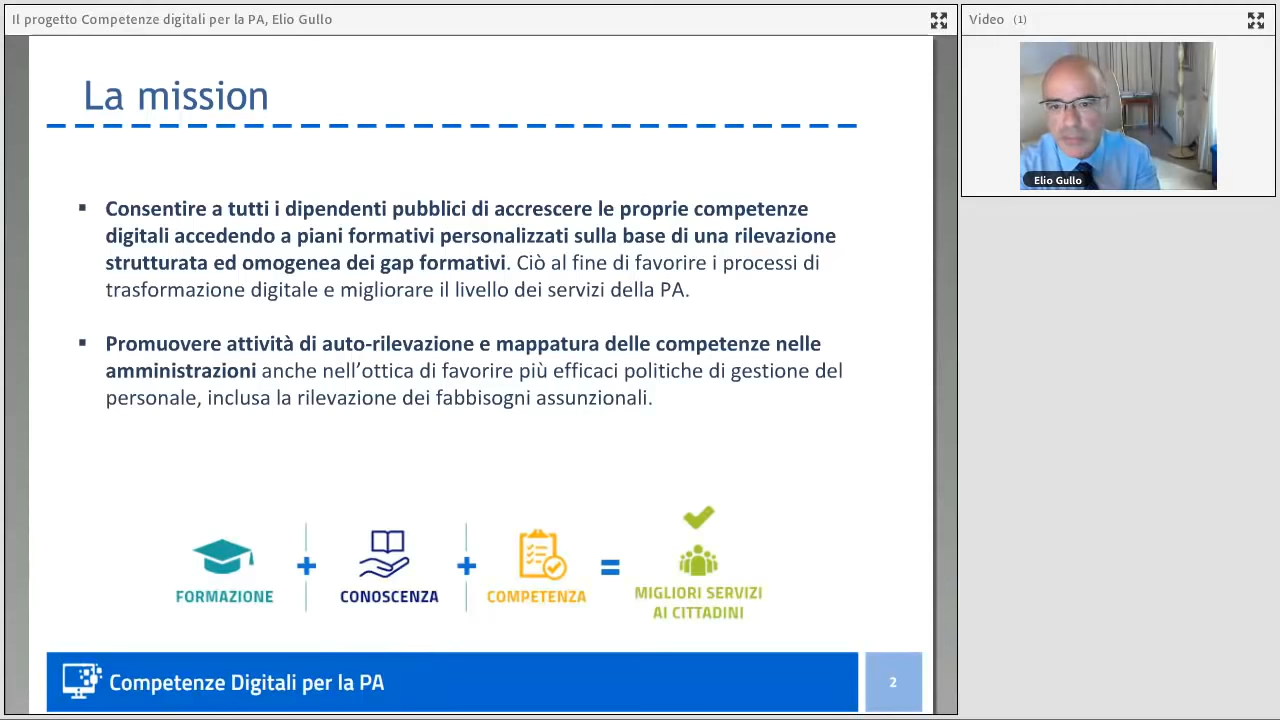 Il progetto Competenze digitali per la PA, Elio Gullo
Video (1)
Elio Gullo
La mission
▪ Consentire a tutti i dipendenti pubblici di accrescere le proprie competenze
digitali accedendo a piani formativi personalizzati sulla base di una rilevazione
strutturata ed omogenea dei gap formativi. Ciò al fine di favorire i processi di
trasformazione digitale e migliorare il livello dei servizi della PA.
▪ Promuovere attività di auto-rilevazione e mappatura delle competenze nelle
amministrazioni anche nell’ottica di favorire più efficaci politiche di gestione del
personale, inclusa la rilevazione dei fabbisogni assunzionali.
FORMAZIONE + CONOSCENZA + COMPETENZA = MIGLIORI SERVIZI
AI CITTADINI
Competenze Digitali per la PA
2